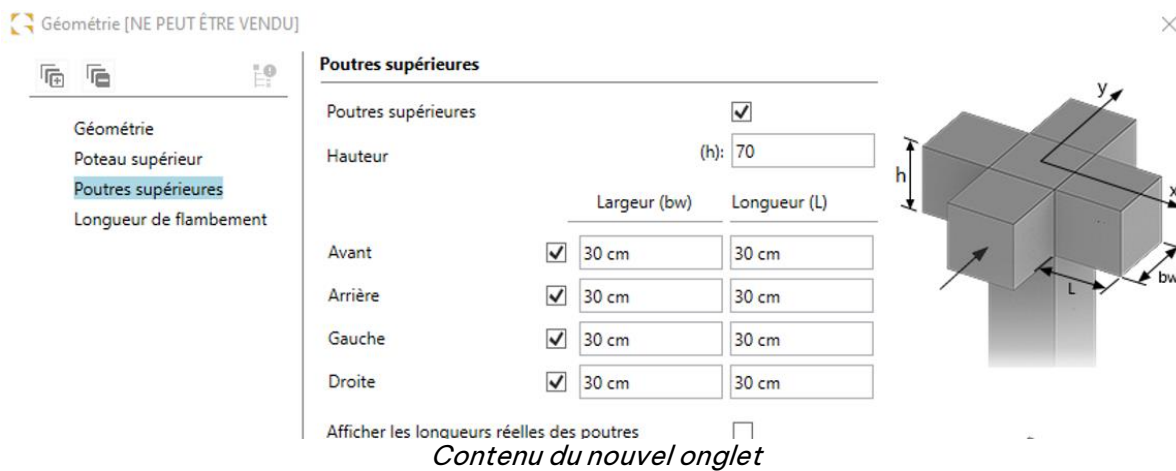 Géométrie [NE PEUT ÊTRE VENDU]
Géométrie
Poteau supérieur
Poutres supérieures
Longueur de flambement
Poutres supérieures
Poutres supérieures
Hauteur (h): 70
Largeur (bw) Longueur (L)
Avant 30 cm 30 cm
Arrière 30 cm 30 cm
Gauche 30 cm 30 cm
Droite 30 cm 30 cm
Afficher les longueurs réelles des poutres
y
h
x
bw
L
Contenu du nouvel onglet